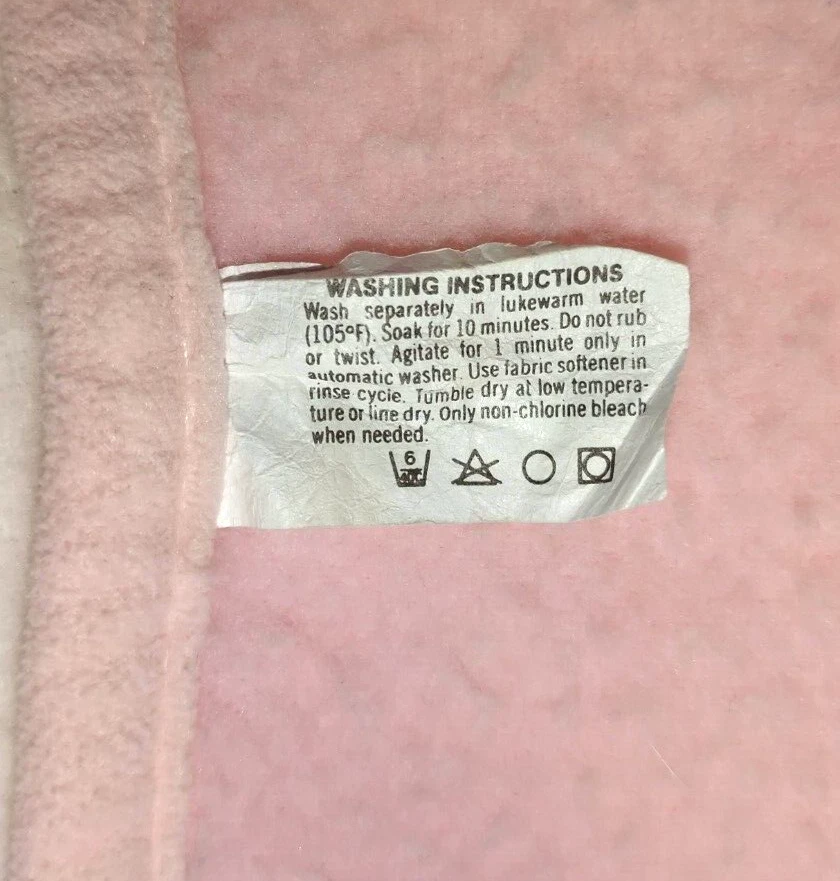 WASHING INSTRUCTIONS
Wash separately in lukewarm water
(105°F). Soak for 10 minutes. Do not rub
or twist. Agitate for 1 minute only in
automatic washer. Use fabric softener in
rinse cycle. Tumble dry at low tempera-
ture or line dry. Only non-chlorine bleach
when needed.
6
40°C